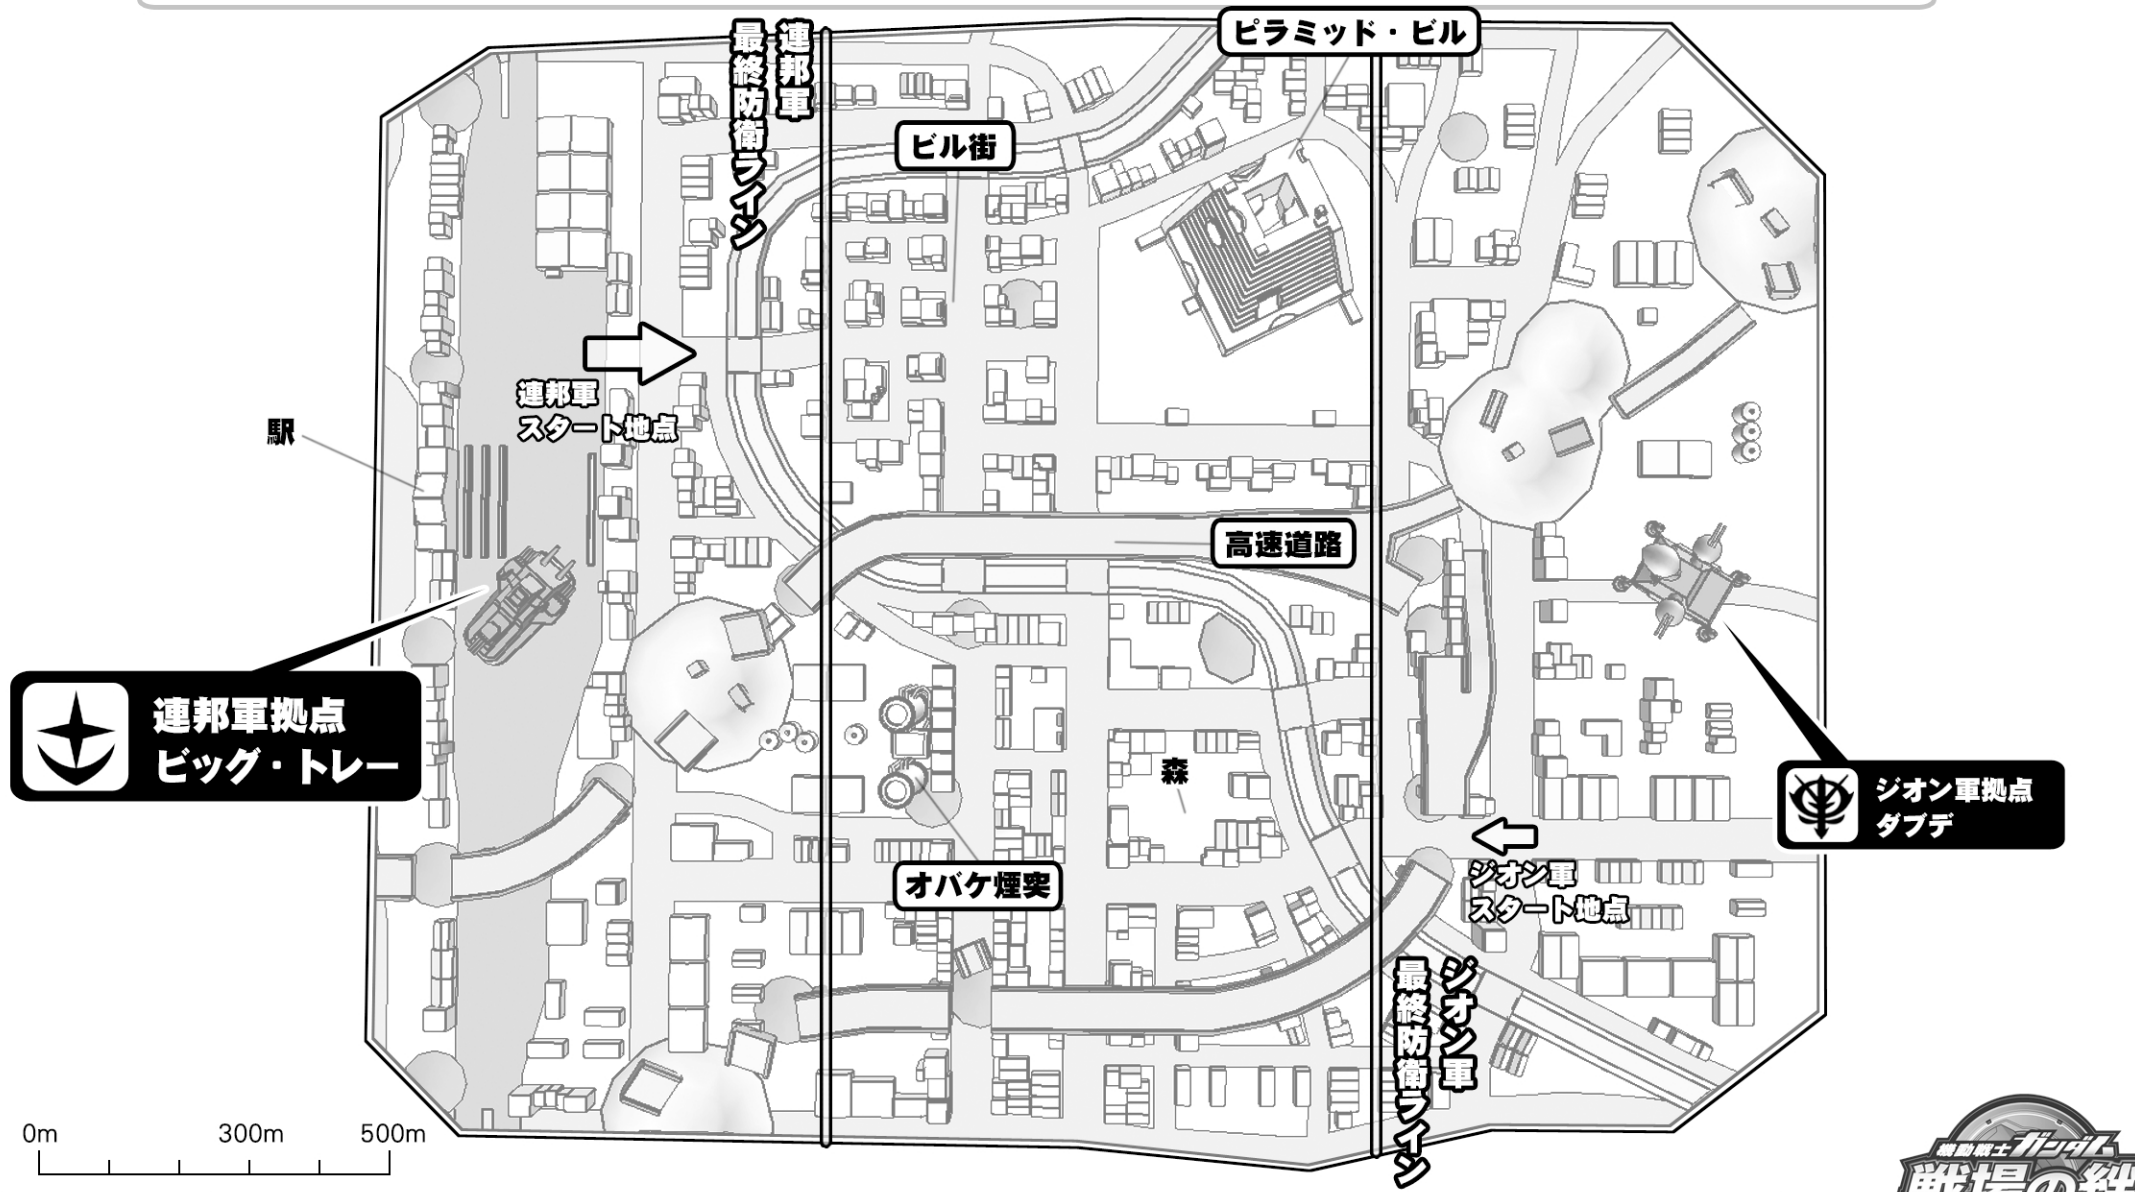 ピラミッド・ビル
連邦軍
最終防衛ライン
ビル街
連邦軍
スタート地点
駅
高速道路
連邦軍拠点
ビッグ・トレー
森
ジオン軍拠点
ダブデ
オバケ煙突
ジオン軍
スタート地点
ジオン軍
最終防衛ライン
0m 300m 500m
機動戦士ガンダム
戦場の絆